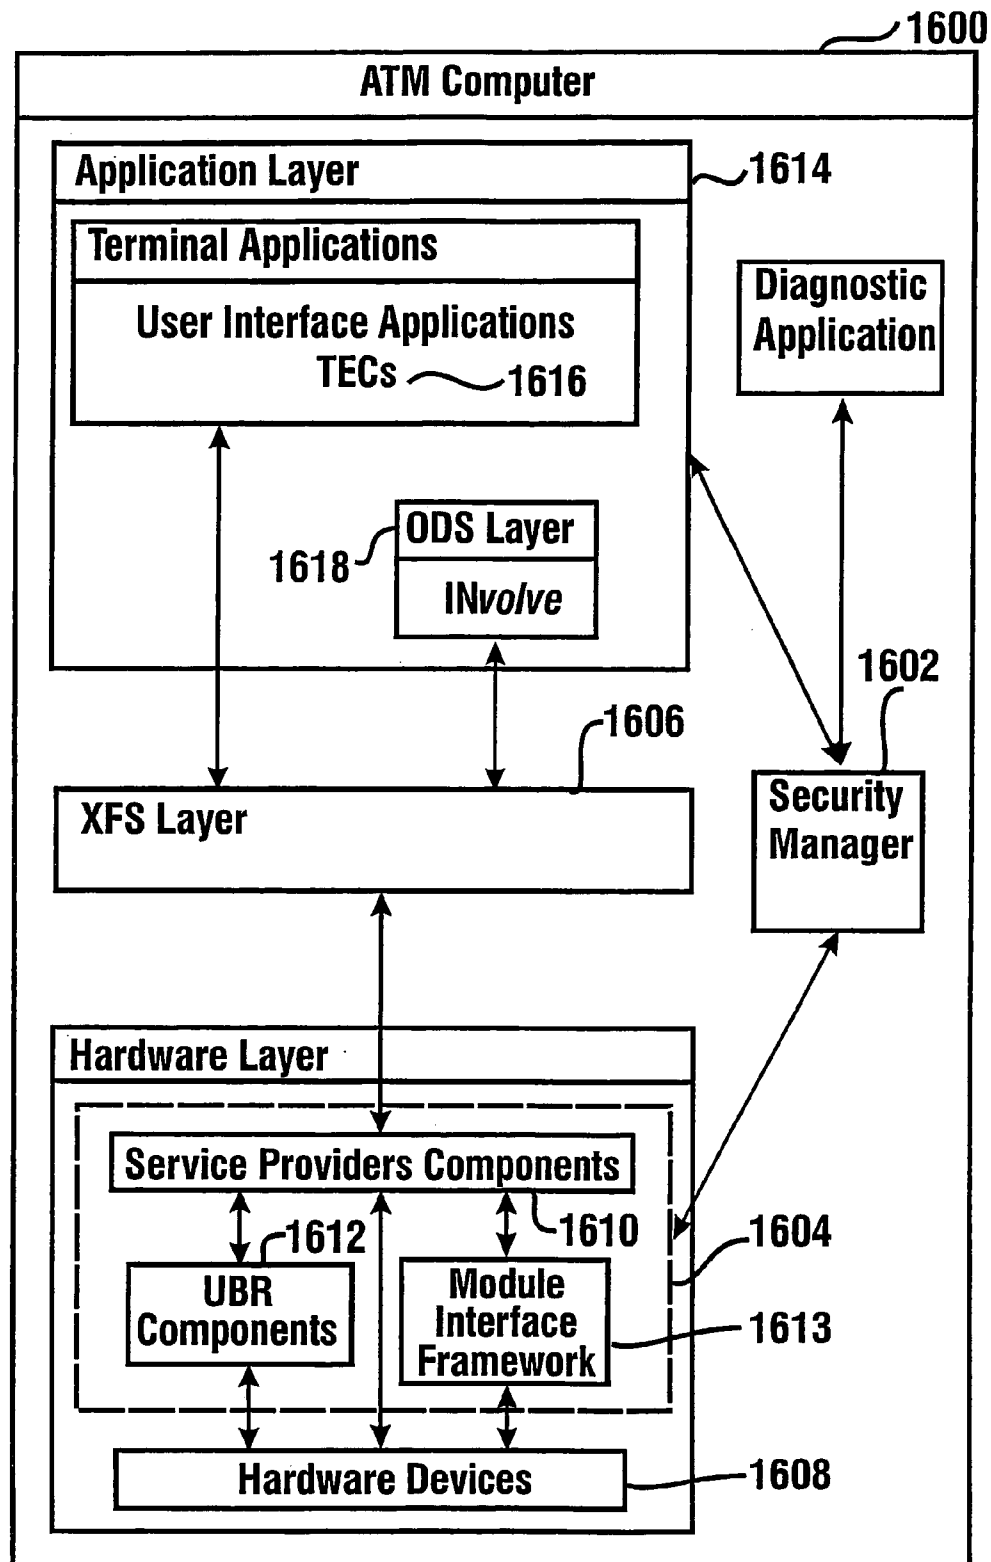 1600
ATM Computer
Application Layer
1614
Terminal Applications
User Interface Applications
TECs
1616
Diagnostic
Application
ODS Layer
1618
INvolve
1602
1606
XFS Layer
Security
Manager
Hardware Layer
Service Providers Components
1610
1604
1612
UBR
Components
Module
Interface
Framework
1613
Hardware Devices
1608